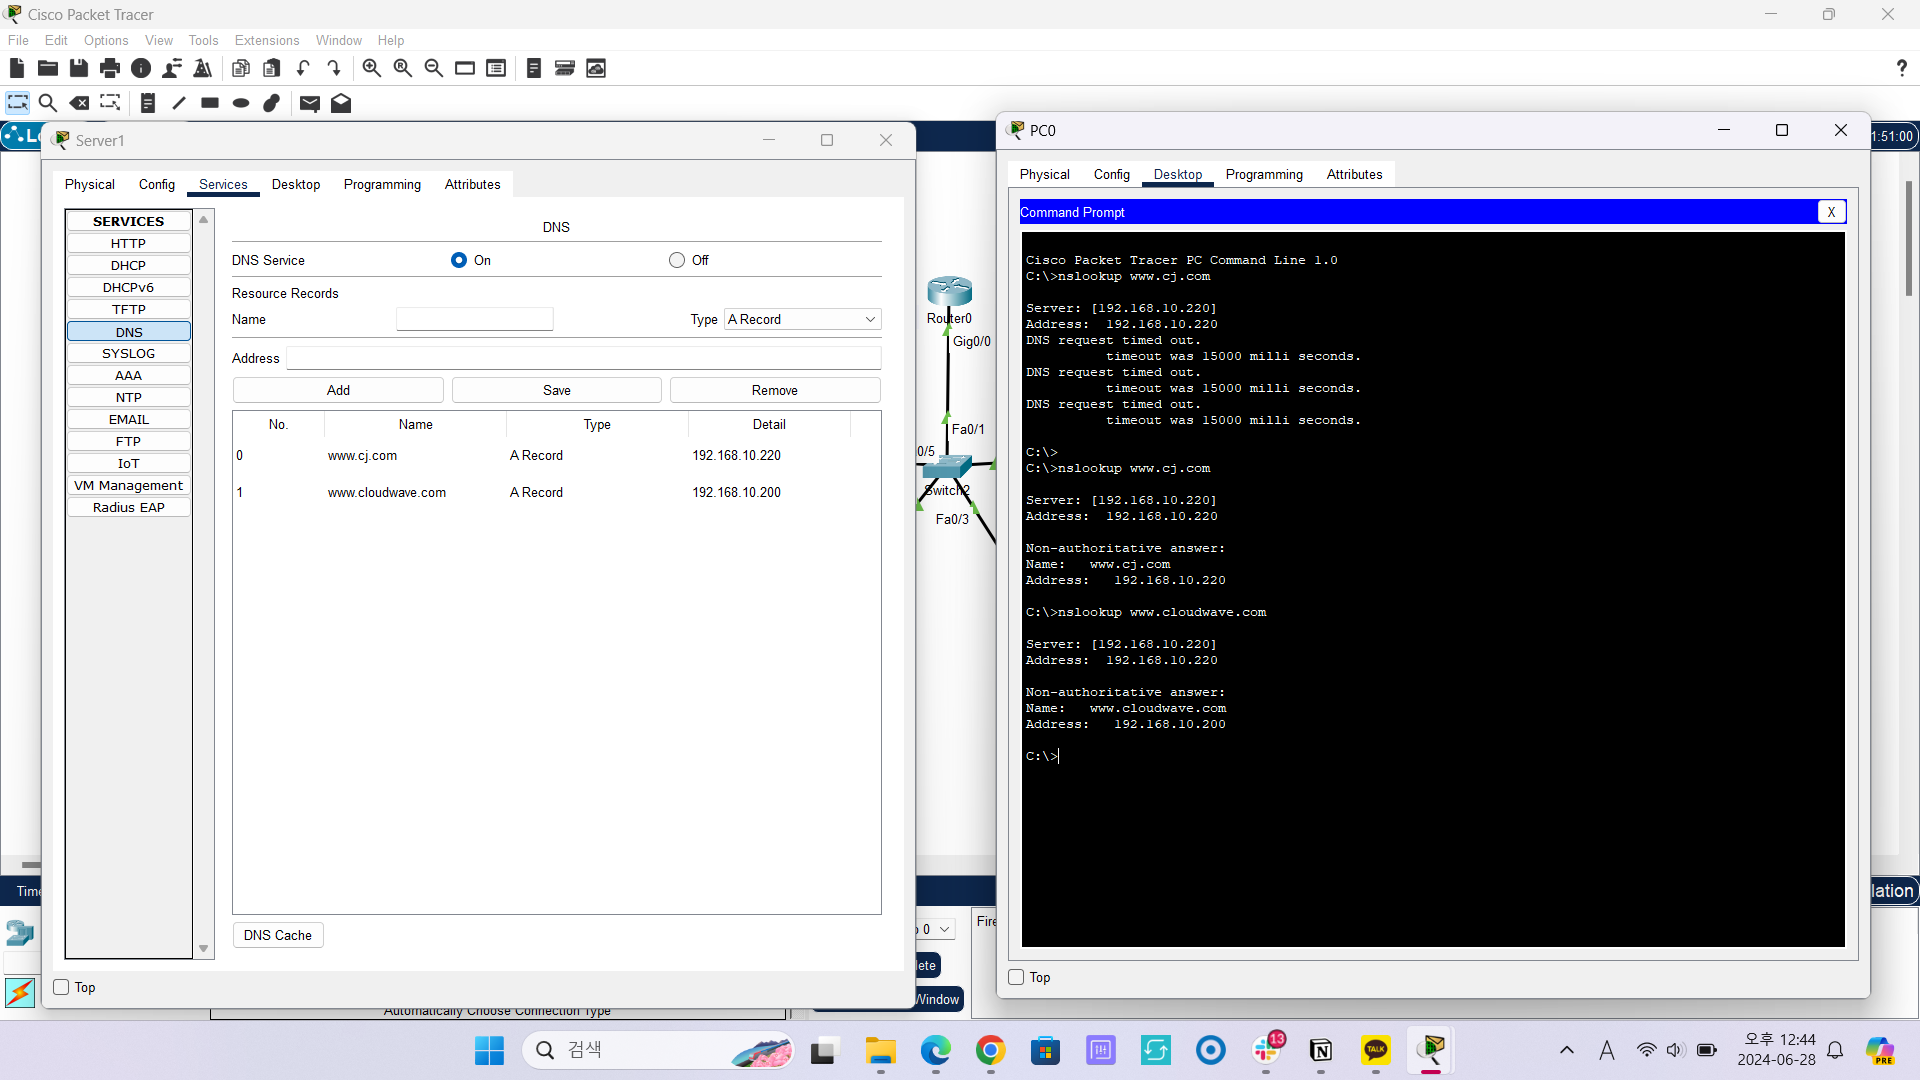 Cisco Packet Tracer
File Edit Options View Tools Extensions Window Help
?
Server1
Physical Config Services Desktop Programming Attributes
SERVICES
HTTP
DHCP
DHCPv6
TFTP
DNS
SYSLOG
AAA
NTP
EMAIL
FTP
IoT
VM Management
Radius EAP
DNS
DNS Service On Off
Resource Records
Name Type A Record
Address
Add Save Remove
No. Name Type Detail
0 www.cj.com A Record 192.168.10.220
1 www.cloudwave.com A Record 192.168.10.200
DNS Cache
Top
Router0
Gig0/0
Fa0/1
0/5
Switch2
Fa0/3
PC0
1:51:00
Physical Config Desktop Programming Attributes
Command Prompt X
Cisco Packet Tracer PC Command Line 1.0
C:\>nslookup www.cj.com
Server: [192.168.10.220]
Address: 192.168.10.220
DNS request timed out.
timeout was 15000 milli seconds.
DNS request timed out.
timeout was 15000 milli seconds.
DNS request timed out.
timeout was 15000 milli seconds.
C:\>
C:\>nslookup www.cj.com
Server: [192.168.10.220]
Address: 192.168.10.220
Non-authoritative answer:
Name: www.cj.com
Address: 192.168.10.220
C:\>nslookup www.cloudwave.com
Server: [192.168.10.220]
Address: 192.168.10.220
Non-authoritative answer:
Name: www.cloudwave.com
Address: 192.168.10.200
C:\>
Top
Time
lation
0
Fire
lete
Window
Automatically Choose Connection Type
검색
13
TALK
A
오후 12:44
2024-06-28
PRE